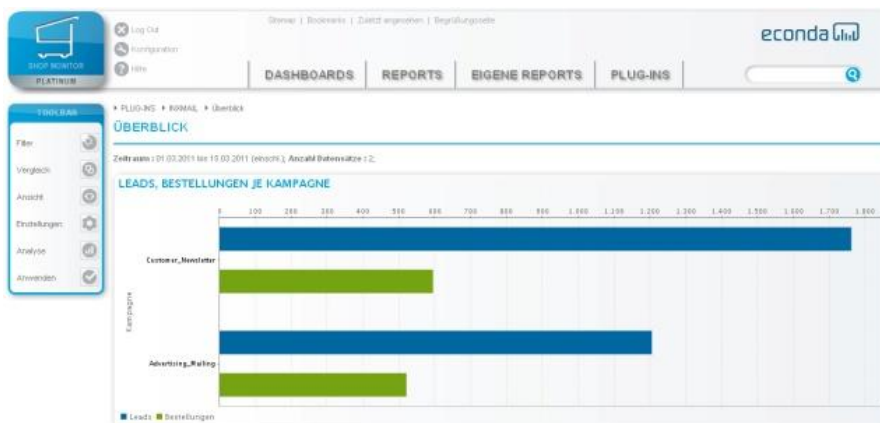 SHOP MONITOR
PLATINUM
Log Out
Konfiguration
Hilfe
Sitemap | Bookmarks | Zuletzt angesehen | Begrüßungsseite
DASHBOARDS
REPORTS
EIGENE REPORTS
PLUG-INS
econda
TOOLBAR
Filter
Vergleich
Ansicht
Einstellungen
Analyse
Anwenden
PLUG-INS
Überblick
ÜBERBLICK
Zeitraum : 01.03.2011 bis 13.03.2011 (einschl.), Anzahl Datensätze : 2;
LEADS, BESTELLUNGEN JE KAMPAGNE
0 100 200 300 400 500 600 700 800 900 1.000 1.100 1.200 1.300 1.400 1.500 1.600 1.700 1.800
Customer_Newsletter
Kampagne
Advertising_Mailing
Leads Bestellungen